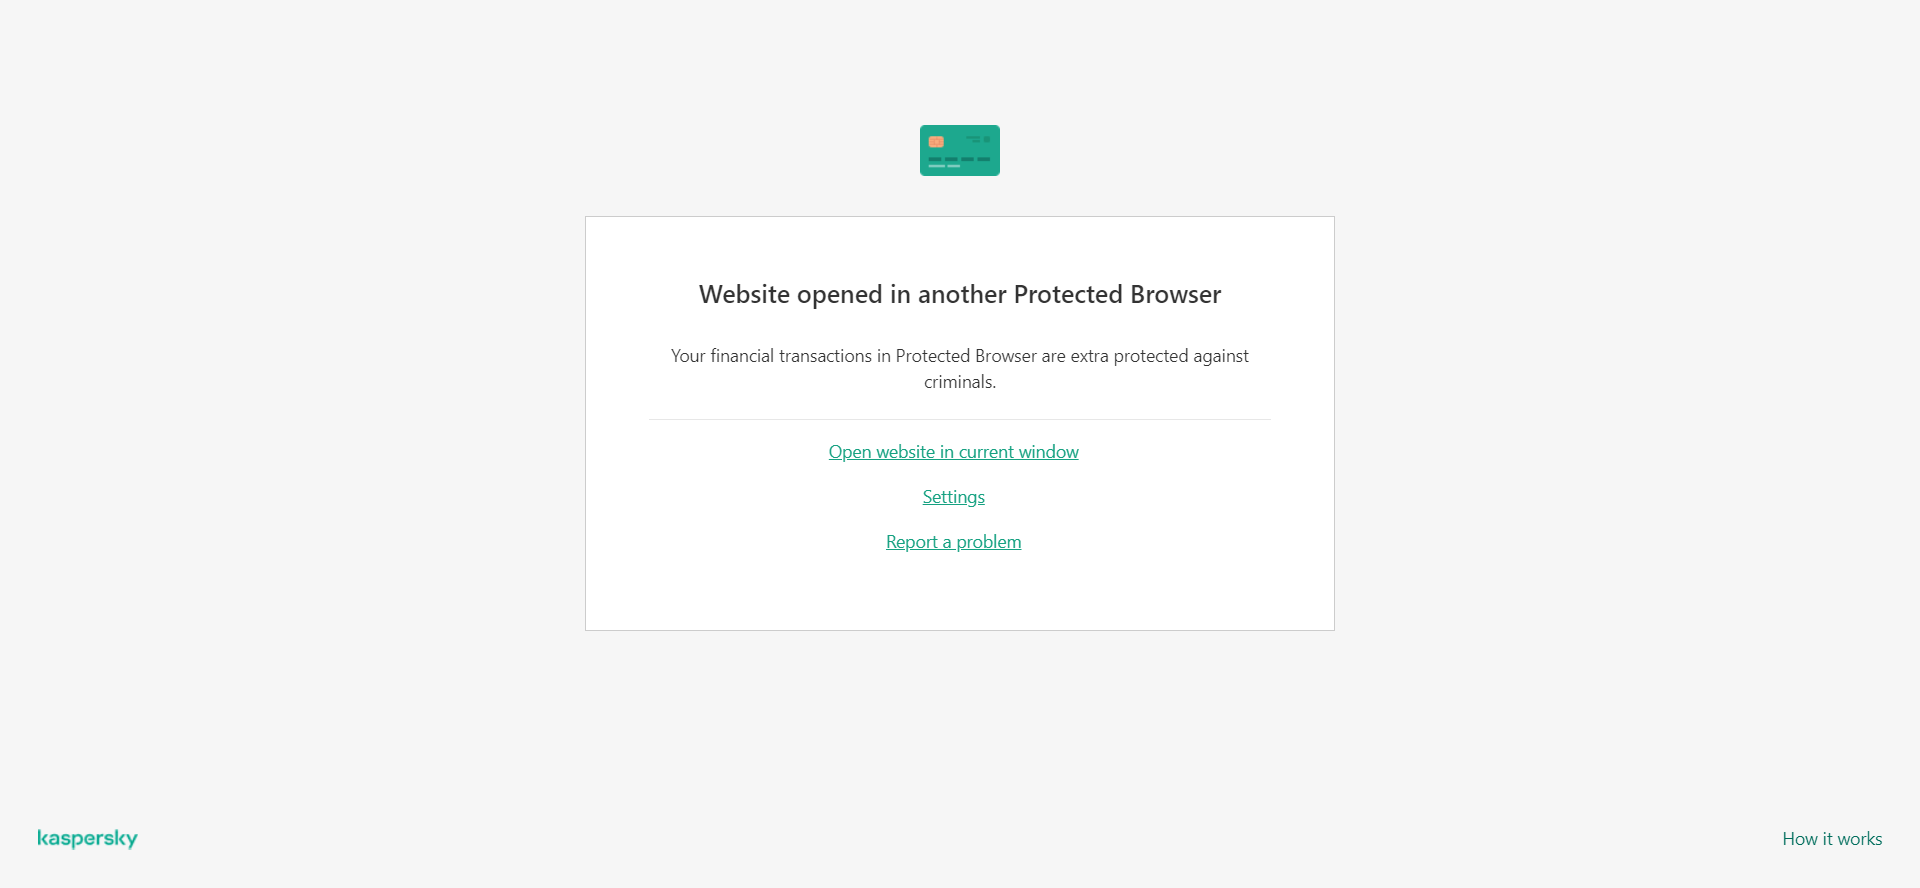 Website opened in another Protected Browser
Your financial transactions in Protected Browser are extra protected against
criminals.
Open website in current window
Settings
Report a problem
kaspersky
How it works